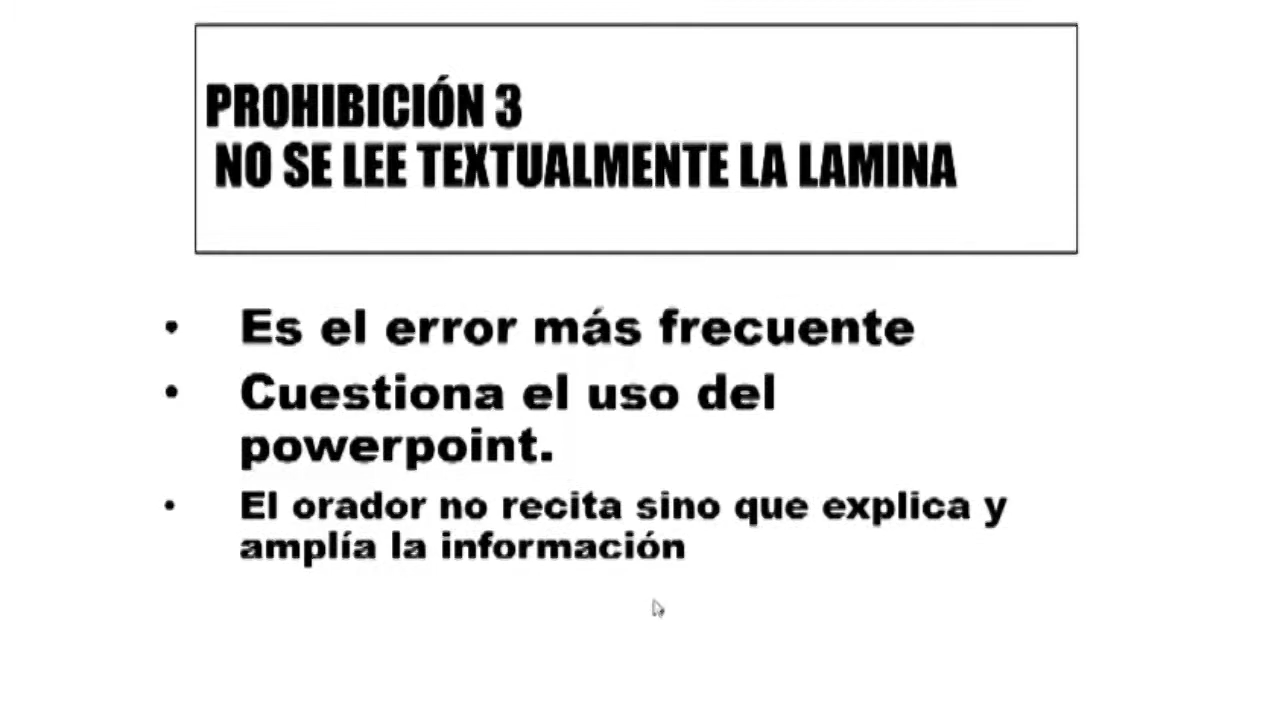 PROHIBICIÓN 3
NO SE LEE TEXTUALMENTE LA LAMINA
• Es el error más frecuente
• Cuestiona el uso del
powerpoint.
• El orador no recita sino que explica y
amplía la información